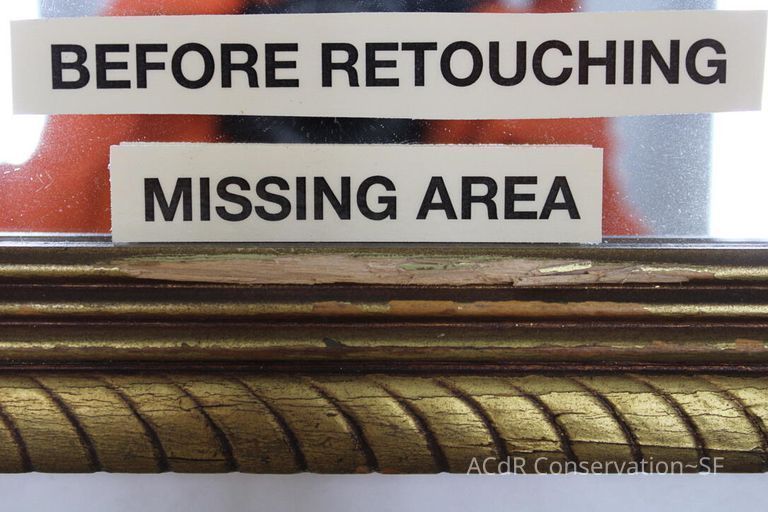 BEFORE RETOUCHING
MISSING AREA
ACdR Conservation~SF